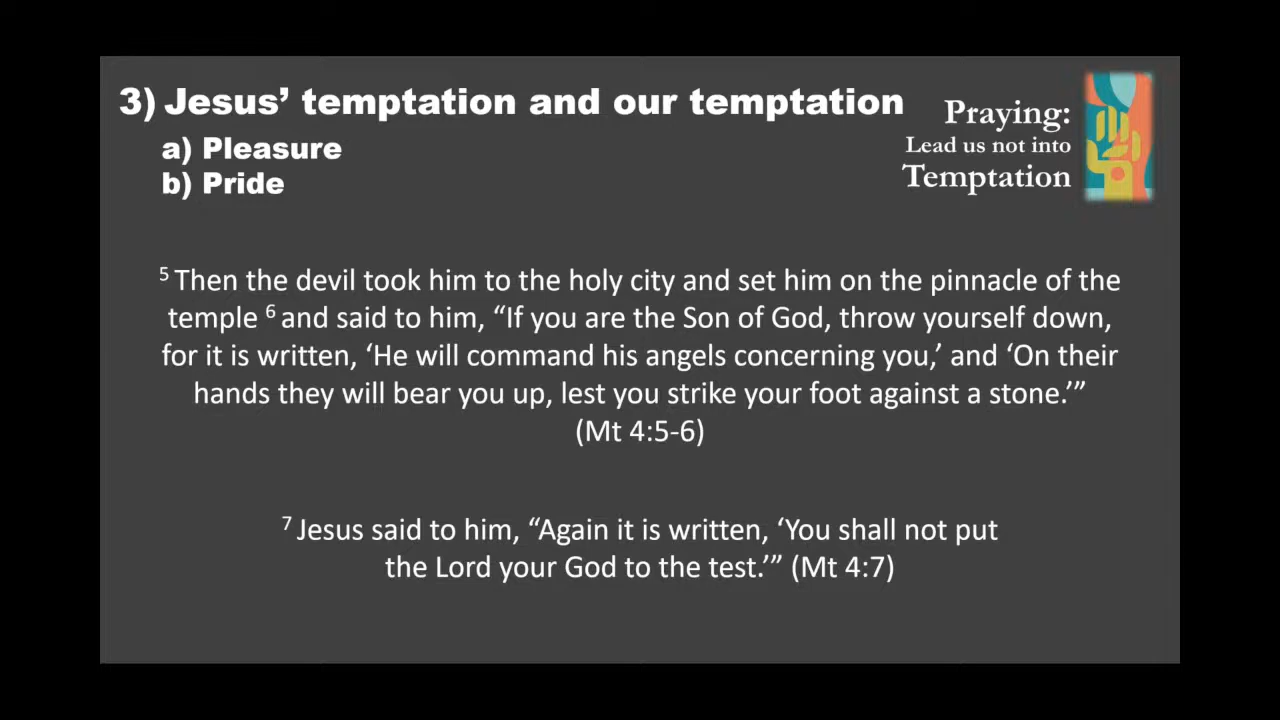 3) Jesus’ temptation and our temptation
a) Pleasure
b) Pride
Praying:
Lead us not into
Temptation
5 Then the devil took him to the holy city and set him on the pinnacle of the
temple 6 and said to him, “If you are the Son of God, throw yourself down,
for it is written, ‘He will command his angels concerning you,’ and ‘On their
hands they will bear you up, lest you strike your foot against a stone.’”
(Mt 4:5-6)
7 Jesus said to him, “Again it is written, ‘You shall not put
the Lord your God to the test.’” (Mt 4:7)